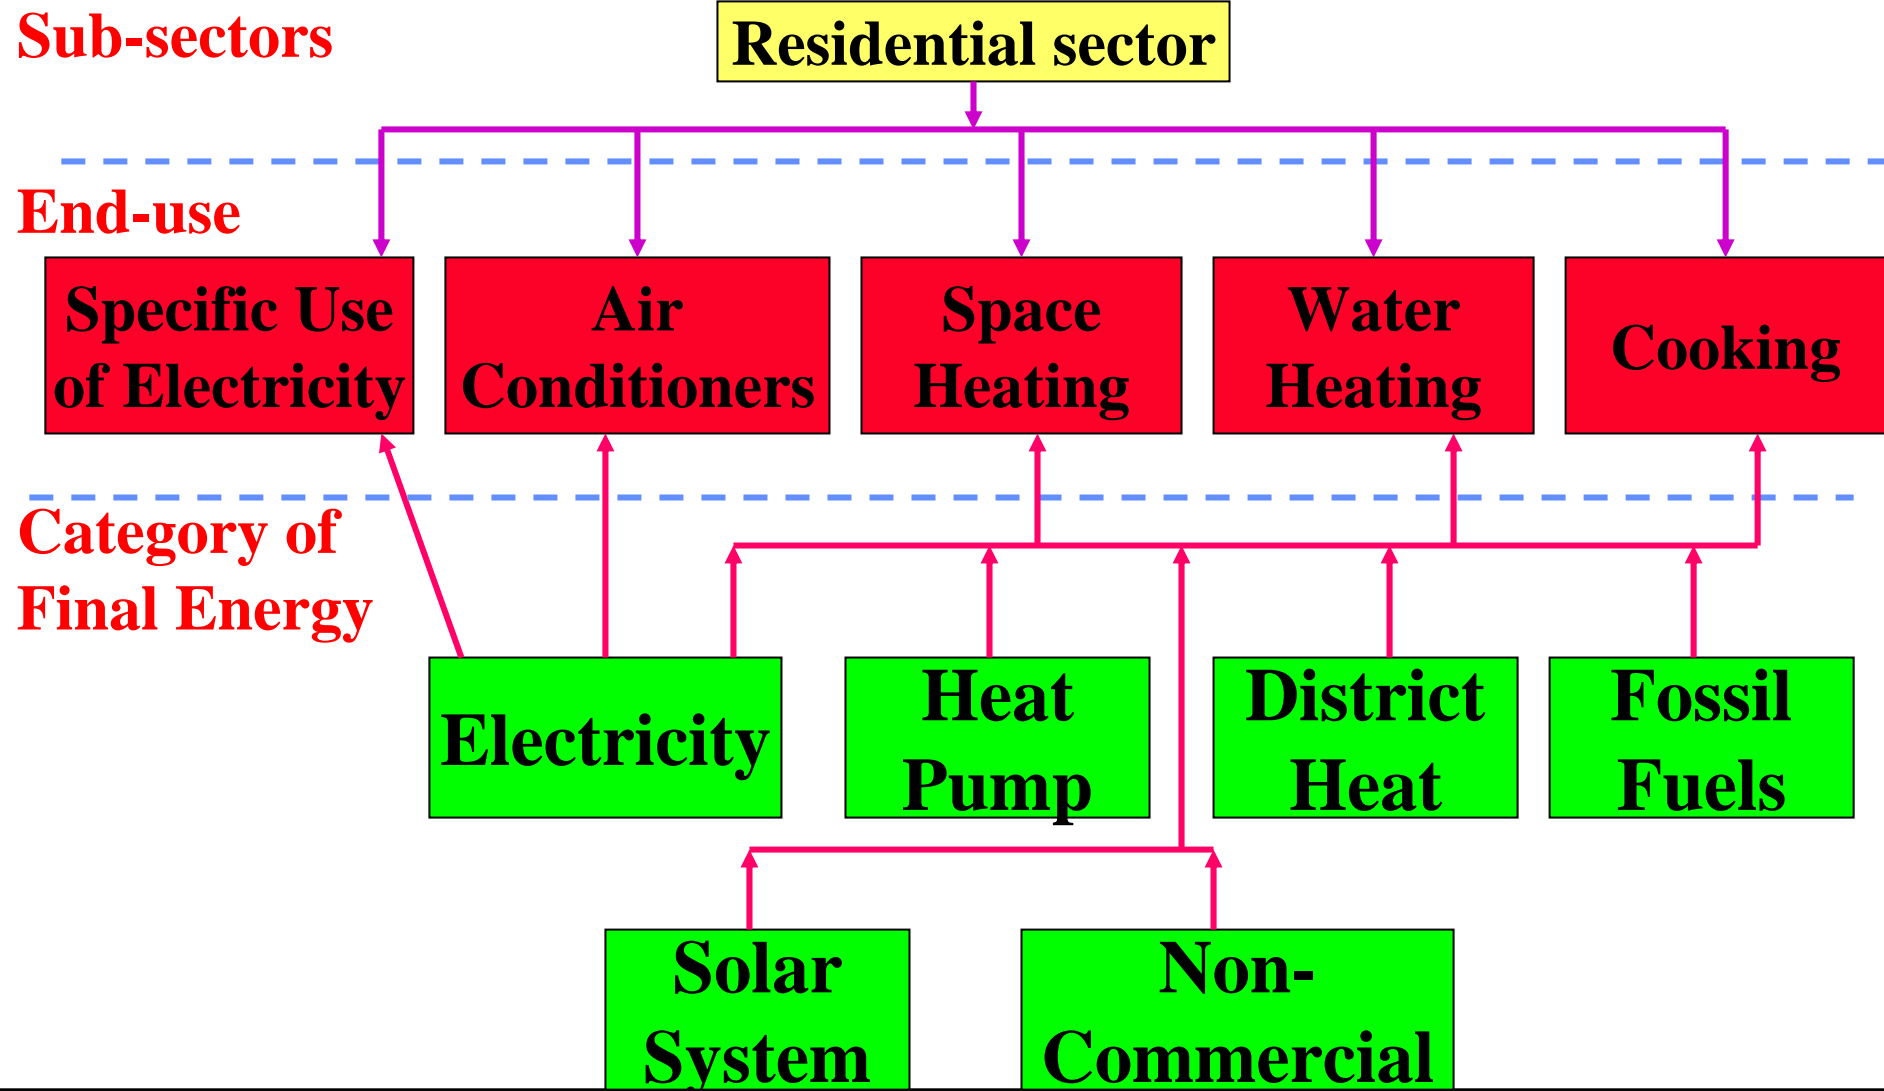 Sub-sectors
Residential sector
End-use
Specific Use
of Electricity
Air
Conditioners
Space
Heating
Water
Heating
Cooking
Category of
Final Energy
Electricity
Heat
Pump
District
Heat
Fossil
Fuels
Solar
System
Non-
Commercial